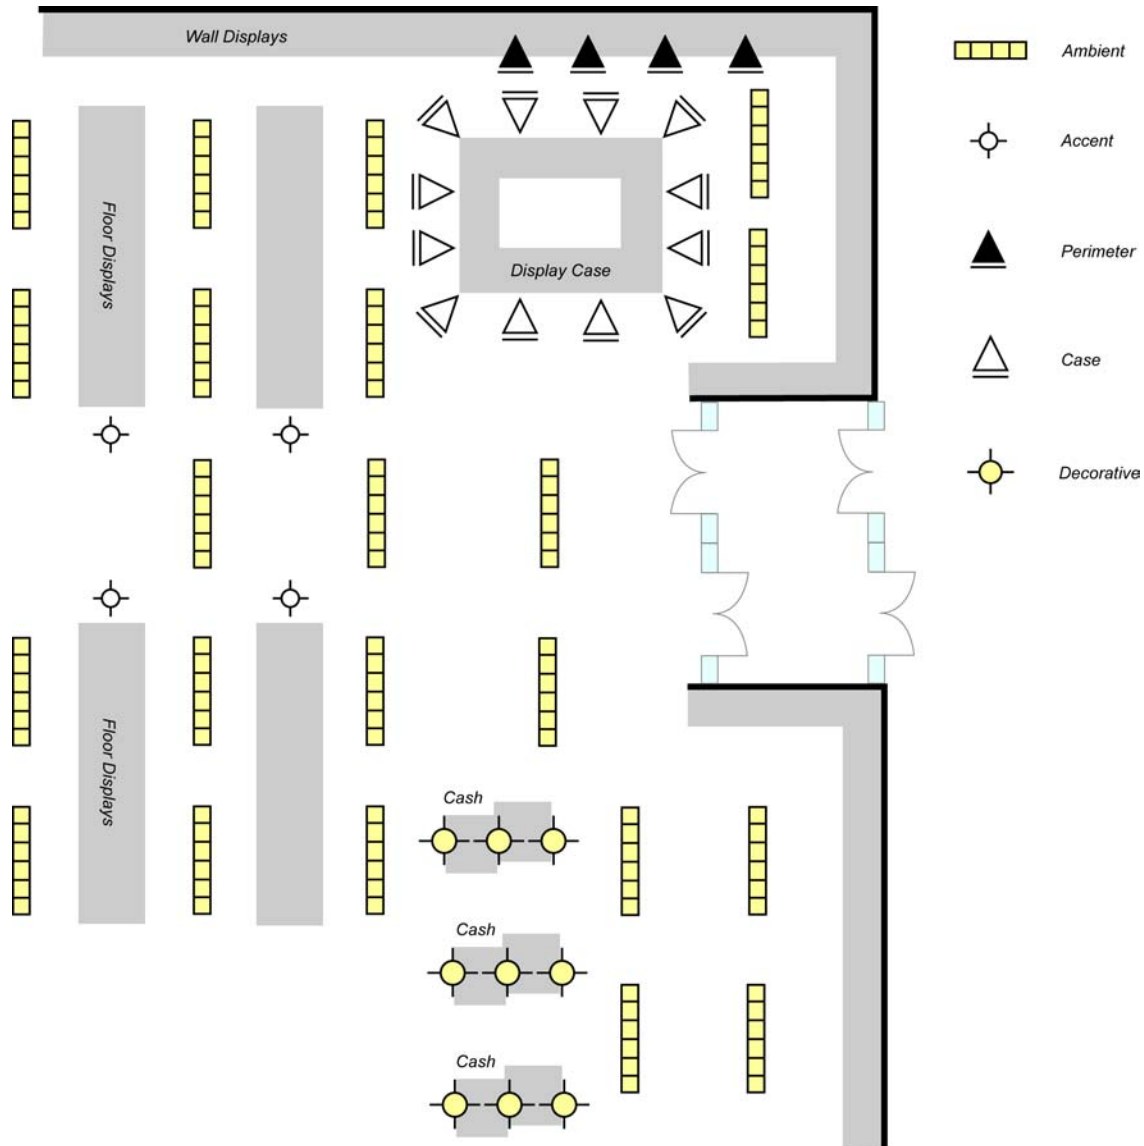 Wall Displays
Ambient
Accent
Floor Displays
Perimeter
Display Case
Case
Decorative
Floor Displays
Cash
Cash
Cash